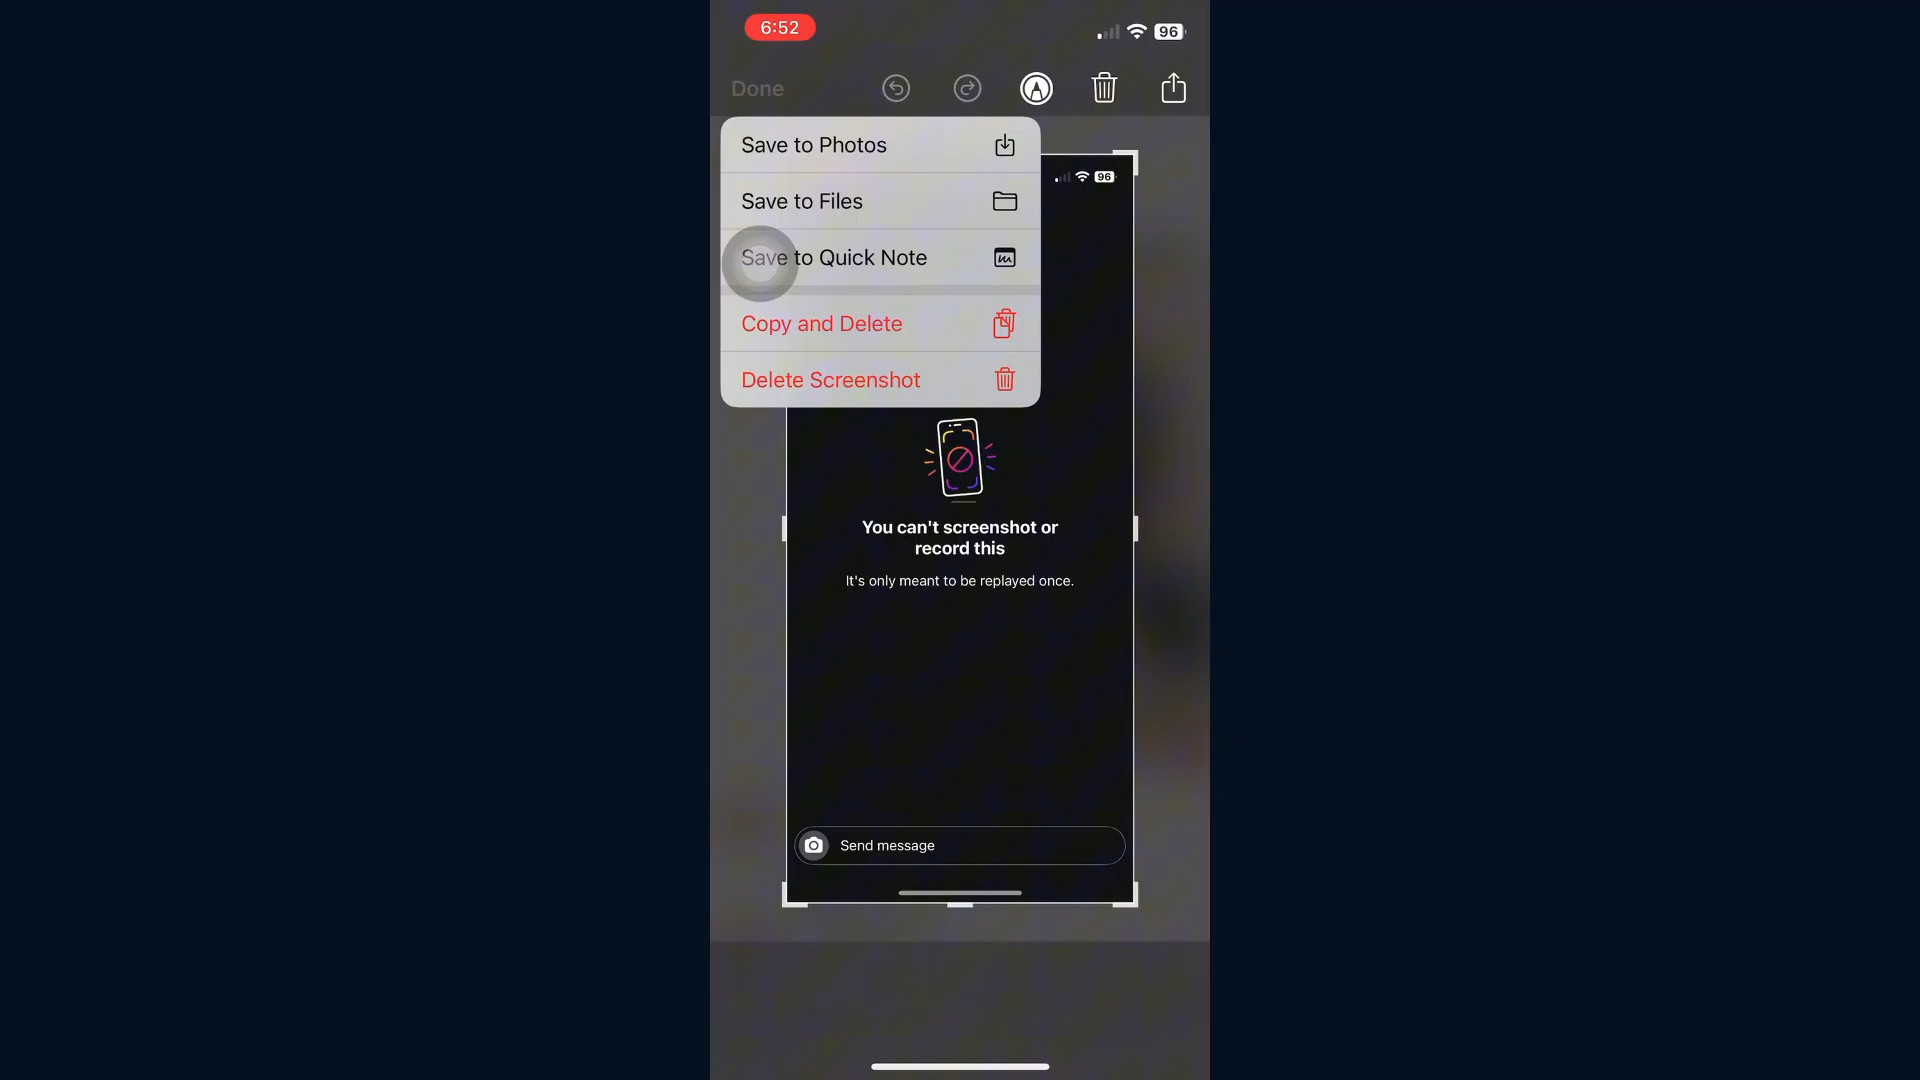 6:52
96
Done
Save to Photos
96
Save to Files
Save to Quick Note
Copy and Delete
Delete Screenshot
You can't screenshot or
record this
It's only meant to be replayed once.
Send message